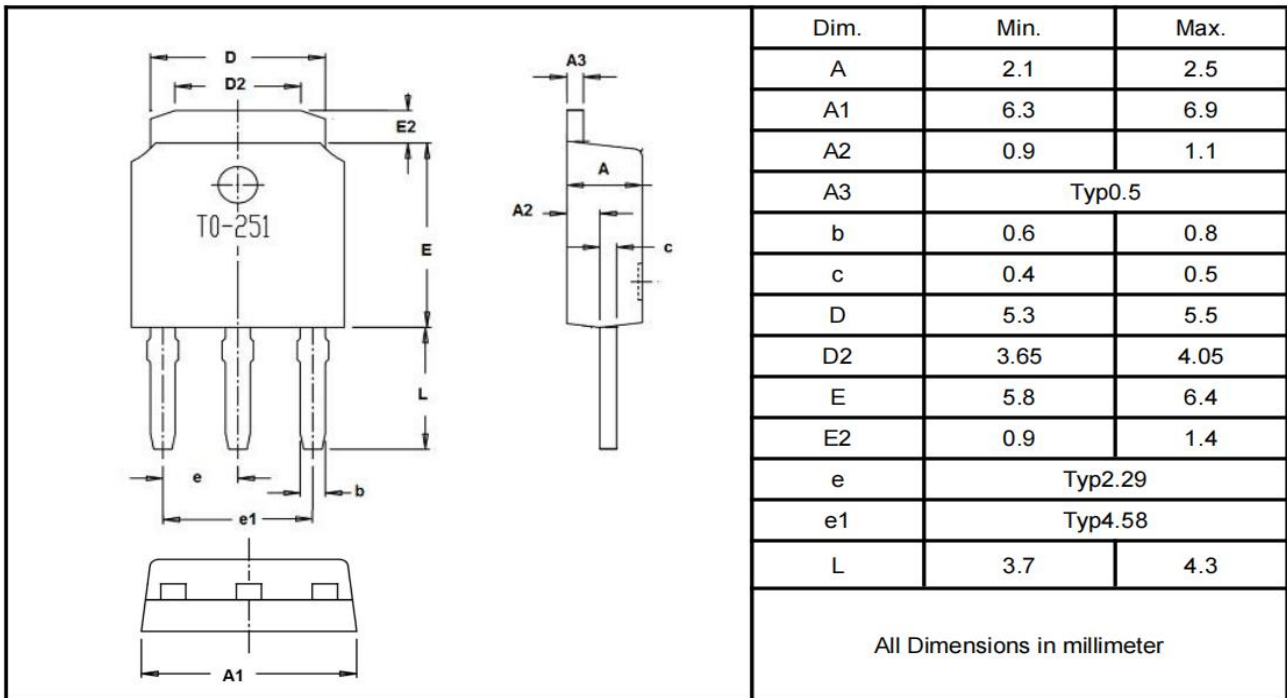 D
D2
E2
TO-251
E
L
e
b
e1
A1
A3
A
A2
c
Dim. Min. Max.
A 2.1 2.5
A1 6.3 6.9
A2 0.9 1.1
A3 Typ0.5
b 0.6 0.8
c 0.4 0.5
D 5.3 5.5
D2 3.65 4.05
E 5.8 6.4
E2 0.9 1.4
e Typ2.29
e1 Typ4.58
L 3.7 4.3
All Dimensions in millimeter